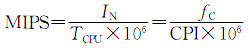 MIPS = I_N / (T_CPU × 10^6) = f_C / (CPI × 10^6)